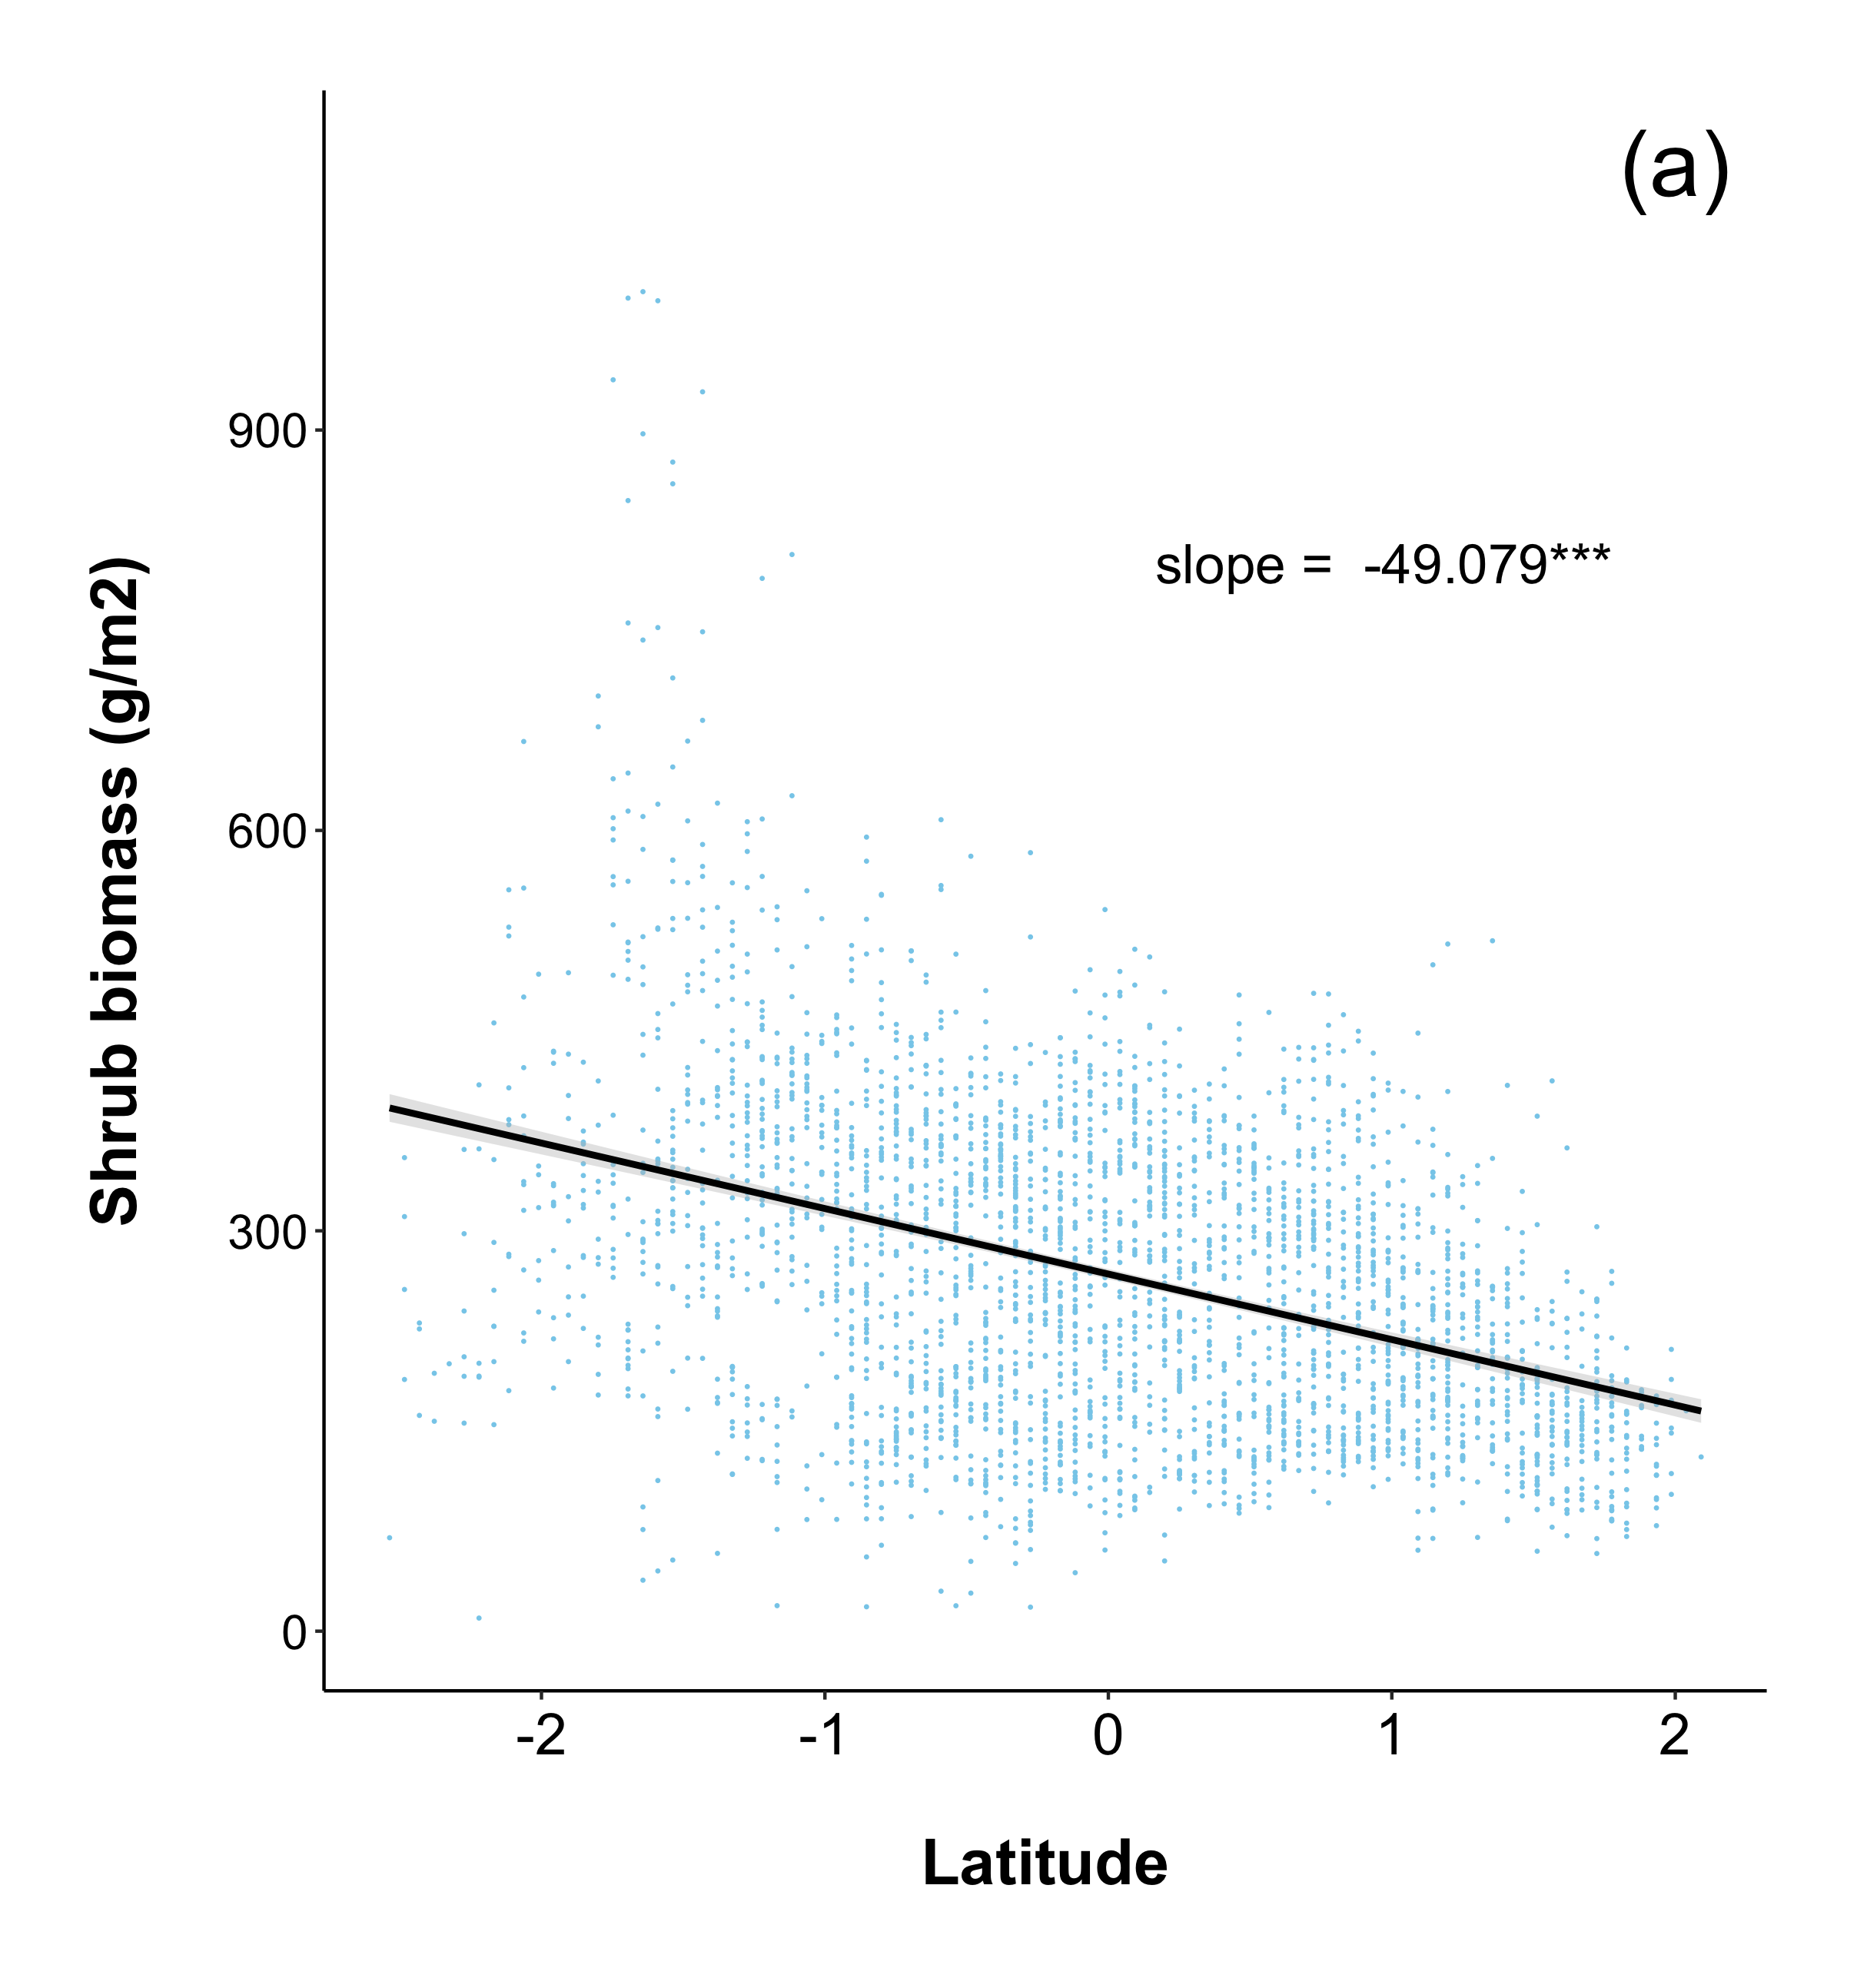 (a)
900
slope =  -49.079***
600
Shrub biomass (g/m2)
300
0
-2 -1 0 1 2
Latitude